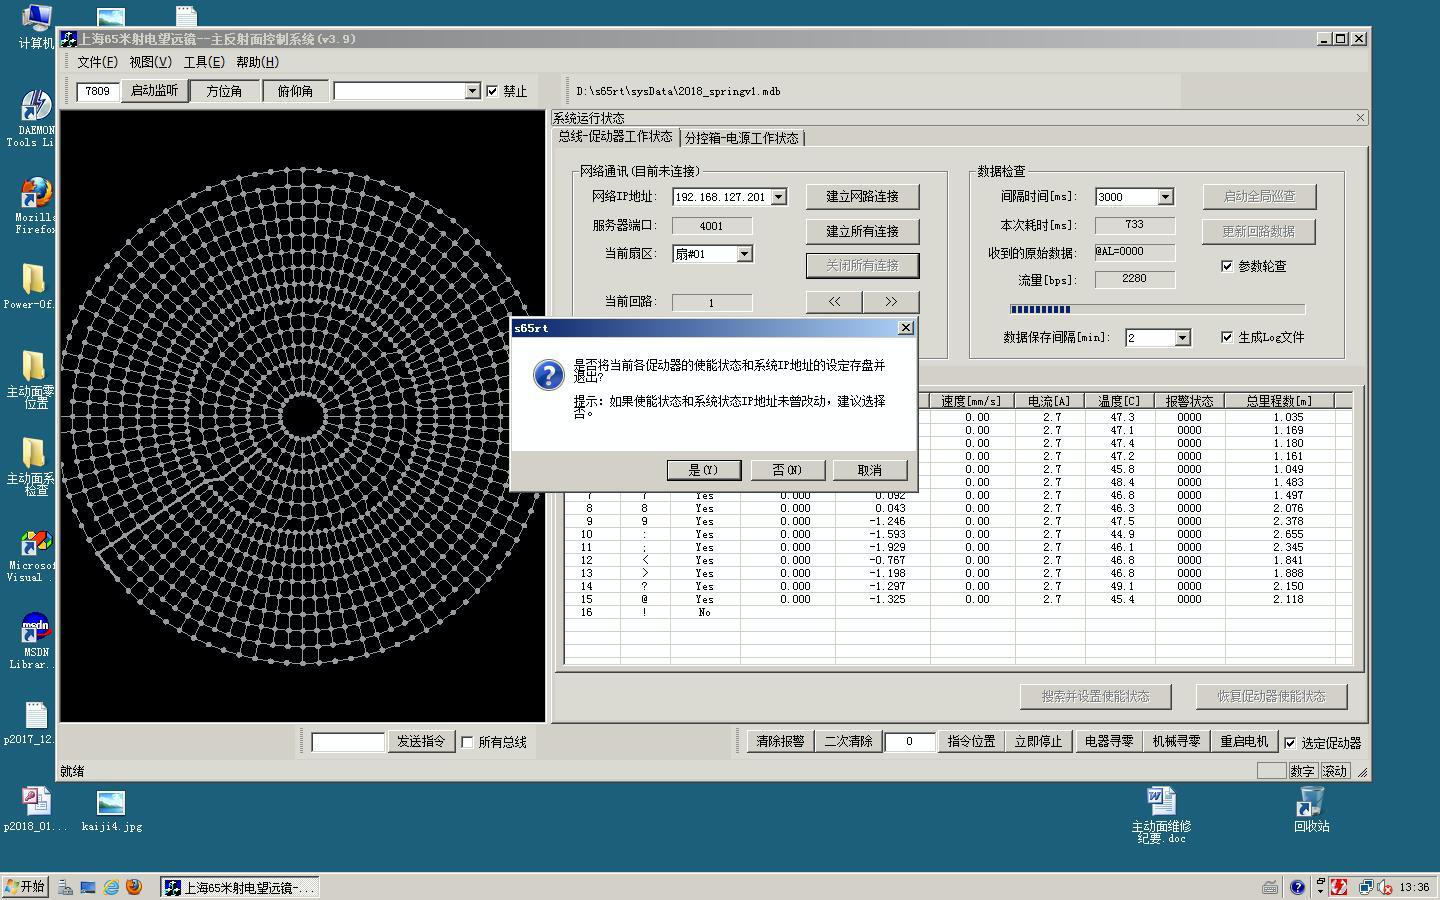 计算机
DAEMON
Tools Li
Mozilla
Firefox
Power-Of.
主动面零
位置
主动面系
检查
Microsof
Visual .
msdn
MSDN
Librar..
p2017_12.
p2018_01...
kaiji4.jpg
主动面维修
纪要.doc
回收站
上海65米射电望远镜--主反射面控制系统(v3.9)
文件(F) 视图(V) 工具(E) 帮助(H)
7809 启动监听 方位角 俯仰角 禁止 D:\s65rt\sysData\2018_springv1.mdb
系统运行状态
总线-促动器工作状态 分控箱-电源工作状态
网络通讯(目前未连接)
网络IP地址: 192.168.127.201 建立网路连接
服务器端口: 4001 建立所有连接
当前扇区: 扇#01 关闭所有连接
当前回路: 1 << >>
数据检查
间隔时间[ms]: 3000 启动全局巡查
本次耗时[ms]: 733 更新回路数据
收到的原始数据: @AL=0000 参数轮查
流量[bps]: 2280
数据保存间隔[min]: 2 生成Log文件
s65rt
是否将当前各促动器的使能状态和系统IP地址的设定存盘并
退出?
提示: 如果使能状态和系统状态IP地址未曾改动, 建议选择
否。
是(Y) 否(N) 取消
速度[mm/s] 电流[A] 温度[C] 报警状态 总里程数[m]
0.00 2.7 47.3 0000 1.035
0.00 2.7 47.1 0000 1.169
0.00 2.7 47.4 0000 1.180
0.00 2.7 47.2 0000 1.161
0.00 2.7 45.8 0000 1.049
0.00 2.7 48.4 0000 1.483
7 7 Yes 0.000 0.092 0.00 2.7 46.8 0000 1.497
8 8 Yes 0.000 0.043 0.00 2.7 46.3 0000 2.076
9 9 Yes 0.000 -1.246 0.00 2.7 47.5 0000 2.378
10 : Yes 0.000 -1.593 0.00 2.7 44.9 0000 2.655
11 ; Yes 0.000 -1.929 0.00 2.7 46.1 0000 2.345
12 < Yes 0.000 -0.767 0.00 2.7 46.8 0000 1.841
13 > Yes 0.000 -1.198 0.00 2.7 46.8 0000 1.888
14 ? Yes 0.000 -1.297 0.00 2.7 49.1 0000 2.150
15 @ Yes 0.000 -1.325 0.00 2.7 45.4 0000 2.118
16 ! No
搜索并设置使能状态 恢复促动器使能状态
发送指令 所有总线 清除报警 二次清除 0 指令位置 立即停止 电器寻零 机械寻零 重启电机 选定促动器
就绪 数字 滚动
开始 上海65米射电望远镜-... 13:36